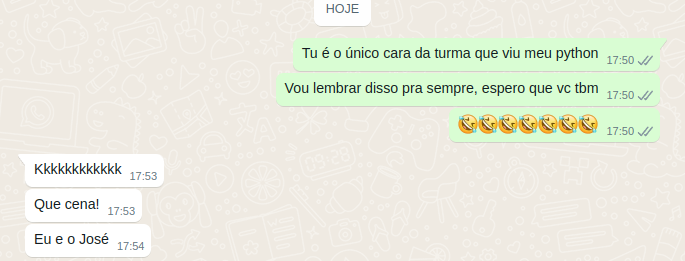 HOJE
Tu é o único cara da turma que viu meu python 17:50
Vou lembrar disso pra sempre, espero que vc tbm 17:50
🤣🤣🤣🤣🤣🤣🤣 17:50
Kkkkkkkkkkkk 17:53
Que cena! 17:53
Eu e o José 17:54